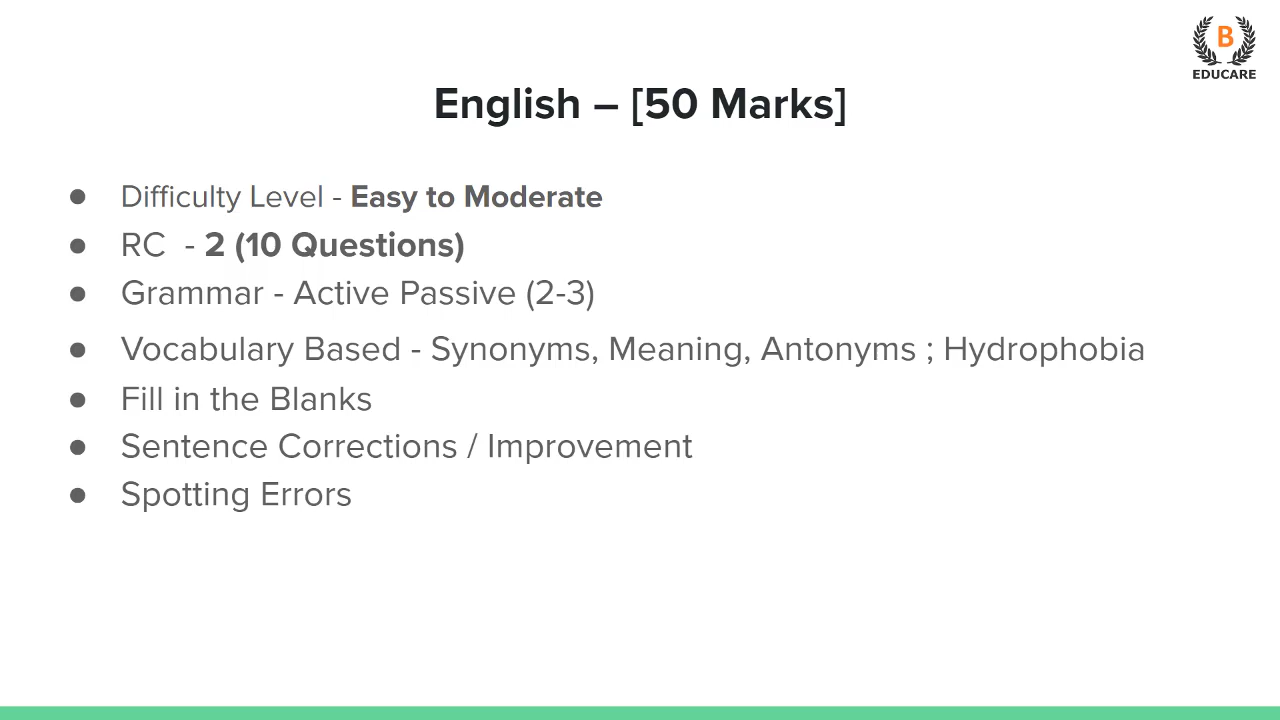 B
EDUCARE
English – [50 Marks]
● Difficulty Level - Easy to Moderate
● RC - 2 (10 Questions)
● Grammar - Active Passive (2-3)
● Vocabulary Based - Synonyms, Meaning, Antonyms ; Hydrophobia
● Fill in the Blanks
● Sentence Corrections / Improvement
● Spotting Errors